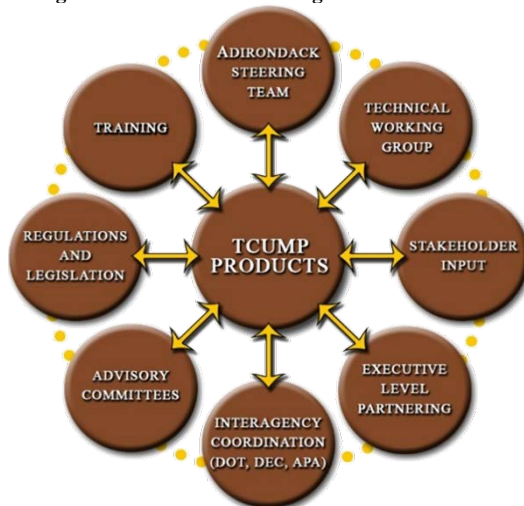 ADIRONDACK
STEERING
TEAM
TECHNICAL
WORKING
GROUP
STAKEHOLDER
INPUT
EXECUTIVE
LEVEL
PARTNERING
INTERAGENCY
COORDINATION
(DOT, DEC, APA)
ADVISORY
COMMITTEES
REGULATIONS
AND
LEGISLATION
TRAINING
TCUMP
PRODUCTS